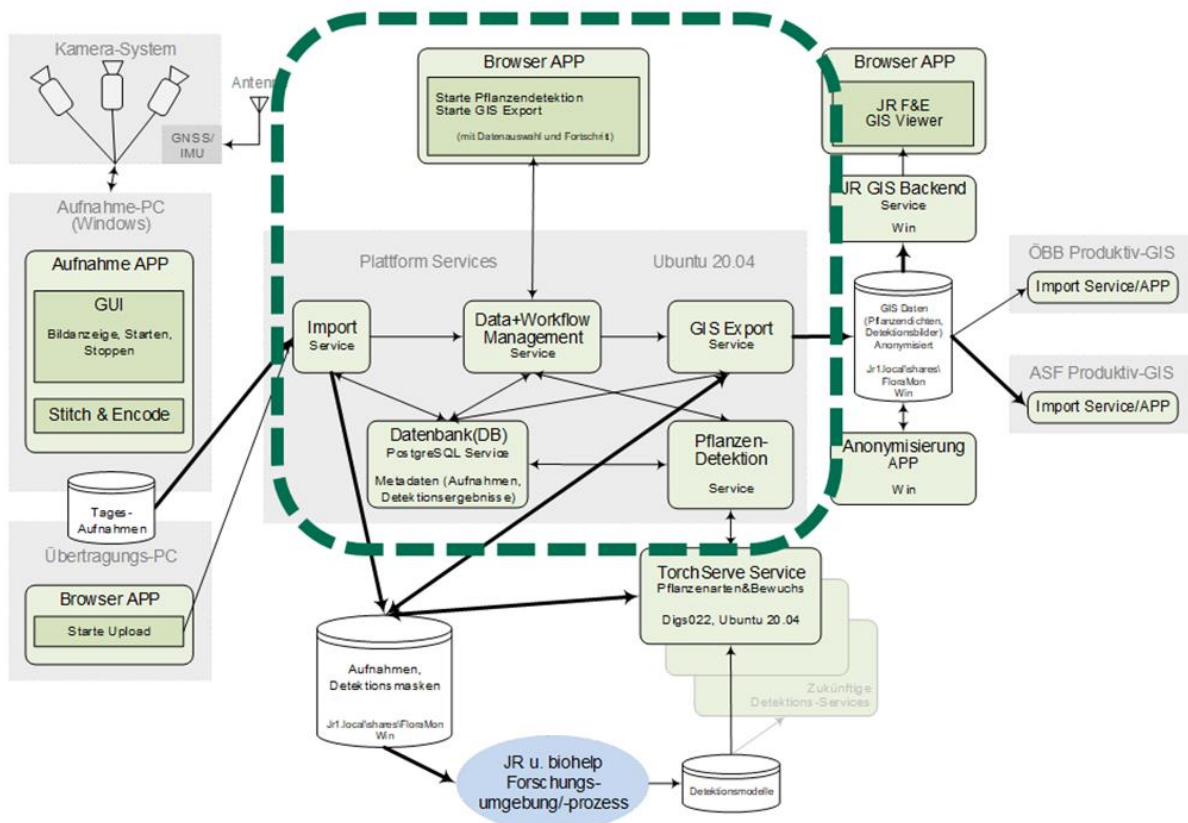 Kamera-System
Antenne
GNSS/
IMU
Aufnahme-PC
(Windows)
Aufnahme APP
GUI
Bildanzeige, Starten,
Stoppen
Stitch & Encode
Tages-
Aufnahmen
Übertragungs-PC
Browser APP
Starte Upload
Browser APP
Starte Pflanzendetektion
Starte GIS Export
(mit Datenauswahl und Fortschritt)
Plattform Services
Ubuntu 20.04
Import
Service
Data+Workflow
Management
Service
GIS Export
Service
Datenbank(DB)
PostgreSQL Service
Metadaten (Aufnahmen,
Detektionsergebnisse)
Pflanzen-
Detektion
Service
Browser APP
JR F&E
GIS Viewer
JR GIS Backend
Service
Win
GIS Daten
(Pflanzendichten,
Detektionsbilder)
Anonymisiert
Jr1.local\shares\
FloraMon
Win
Anonymisierung
APP
Win
ÖBB Produktiv-GIS
Import Service/APP
ASF Produktiv-GIS
Import Service/APP
TorchServe Service
Pflanzenarten&Bewuchs
Digs022, Ubuntu 20.04
Zukünftige
Detektions-Services
Aufnahmen,
Detektionsmasken
Jr1.local\shares\FloraMon
Win
JR u. biohelp
Forschungs-
umgebung/-prozess
Detektionsmodelle